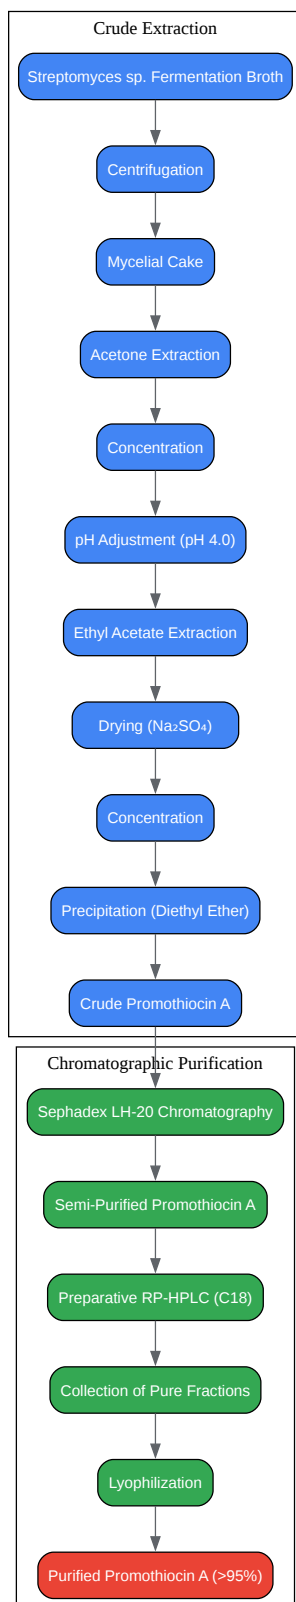 Crude Extraction
Streptomyces sp. Fermentation Broth
Centrifugation
Mycelial Cake
Acetone Extraction
Concentration
pH Adjustment (pH 4.0)
Ethyl Acetate Extraction
Drying (Na₂SO₄)
Concentration
Precipitation (Diethyl Ether)
Crude Promothiocin A
Chromatographic Purification
Sephadex LH-20 Chromatography
Semi-Purified Promothiocin A
Preparative RP-HPLC (C18)
Collection of Pure Fractions
Lyophilization
Purified Promothiocin A (>95%)